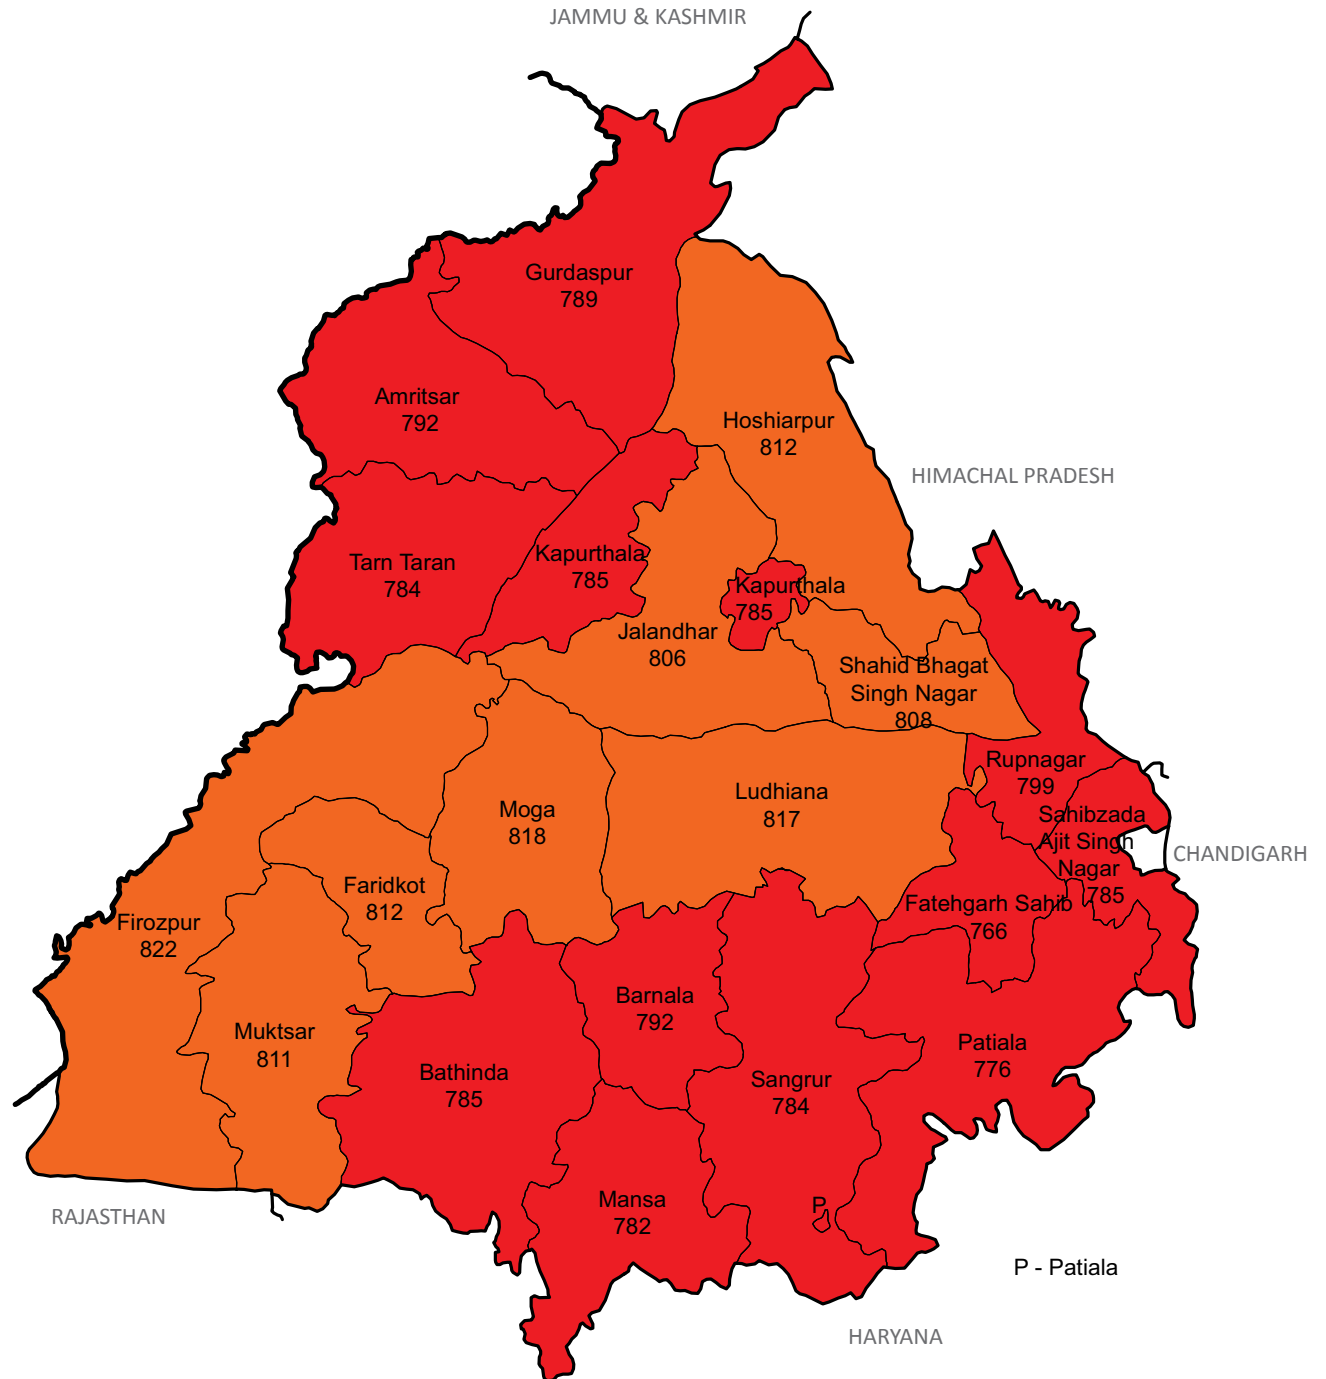 JAMMU & KASHMIR
Gurdaspur
789
Amritsar
792
Hoshiarpur
812
HIMACHAL PRADESH
Tarn Taran
784
Kapurthala
785
Kapurthala
785
Jalandhar
806
Shahid Bhagat
Singh Nagar
808
Rupnagar
799
Ludhiana
817
Moga
818
Sahibzada
Ajit Singh
Nagar
785
CHANDIGARH
Faridkot
812
Fatehgarh Sahib
766
Firozpur
822
Barnala
792
Muktsar
811
Patiala
776
Bathinda
785
Sangrur
784
Mansa
782
P
RAJASTHAN
P - Patiala
HARYANA